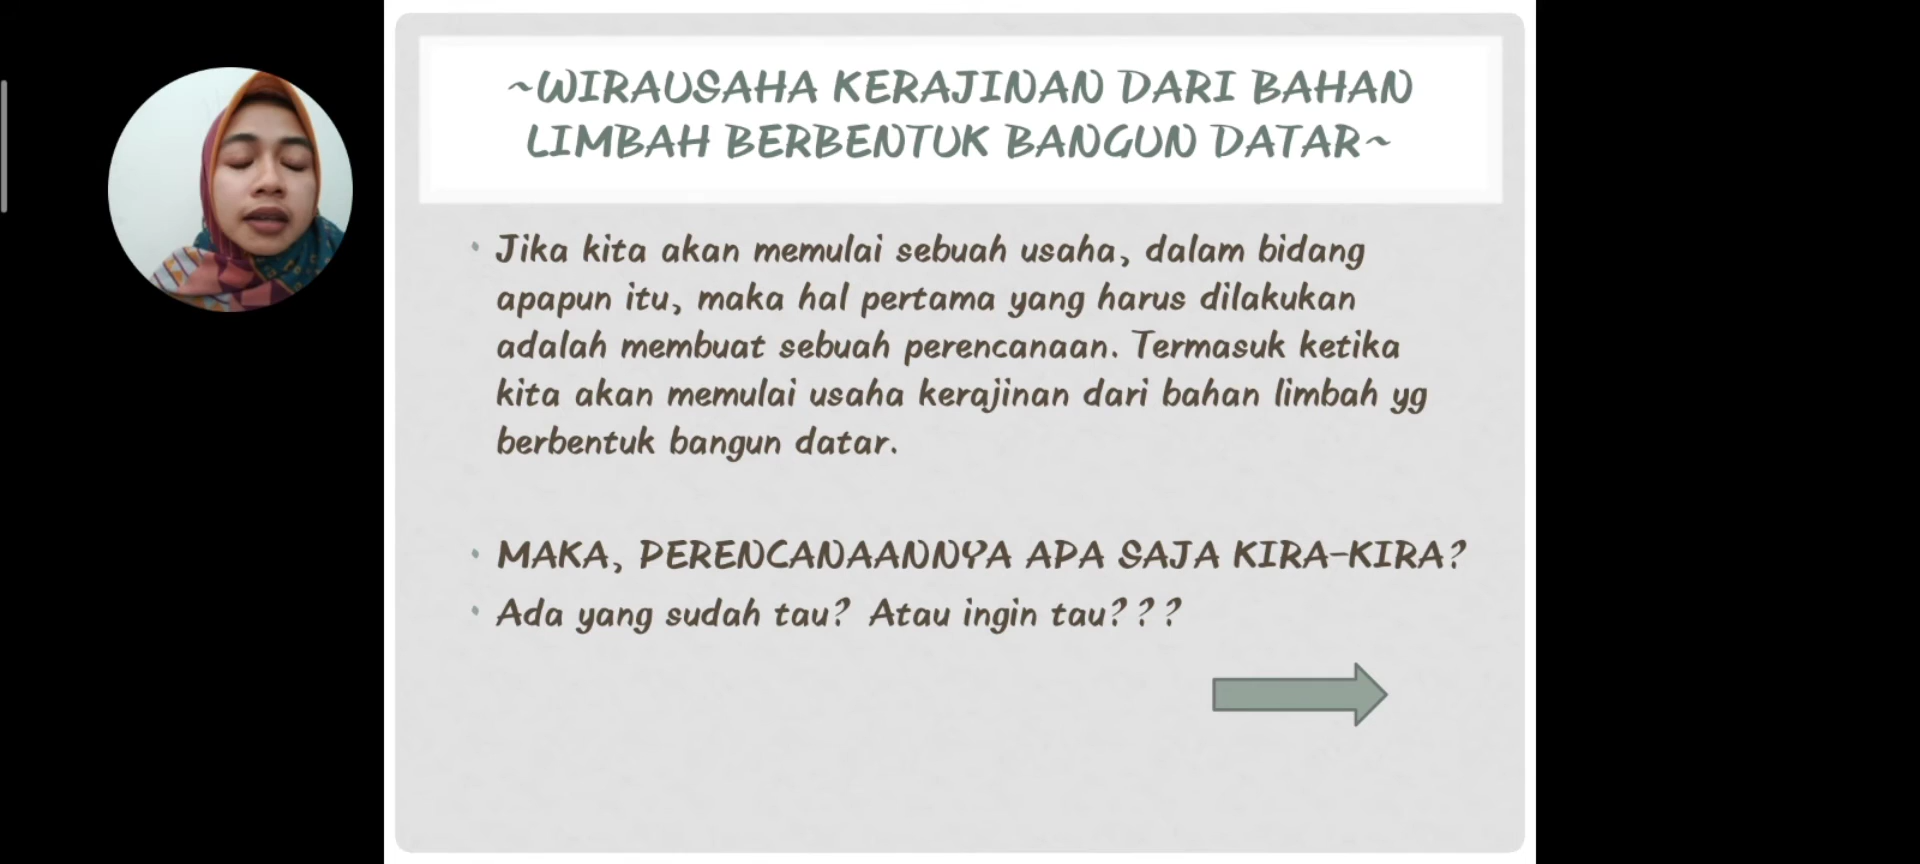 ~WIRAUSAHA KERAJINAN DARI BAHAN
LIMBAH BERBENTUK BANGUN DATAR~
• Jika kita akan memulai sebuah usaha, dalam bidang
apapun itu, maka hal pertama yang harus dilakukan
adalah membuat sebuah perencanaan. Termasuk ketika
kita akan memulai usaha kerajinan dari bahan limbah yg
berbentuk bangun datar.
• MAKA, PERENCANAANNYA APA SAJA KIRA-KIRA?
• Ada yang sudah tau? Atau ingin tau???